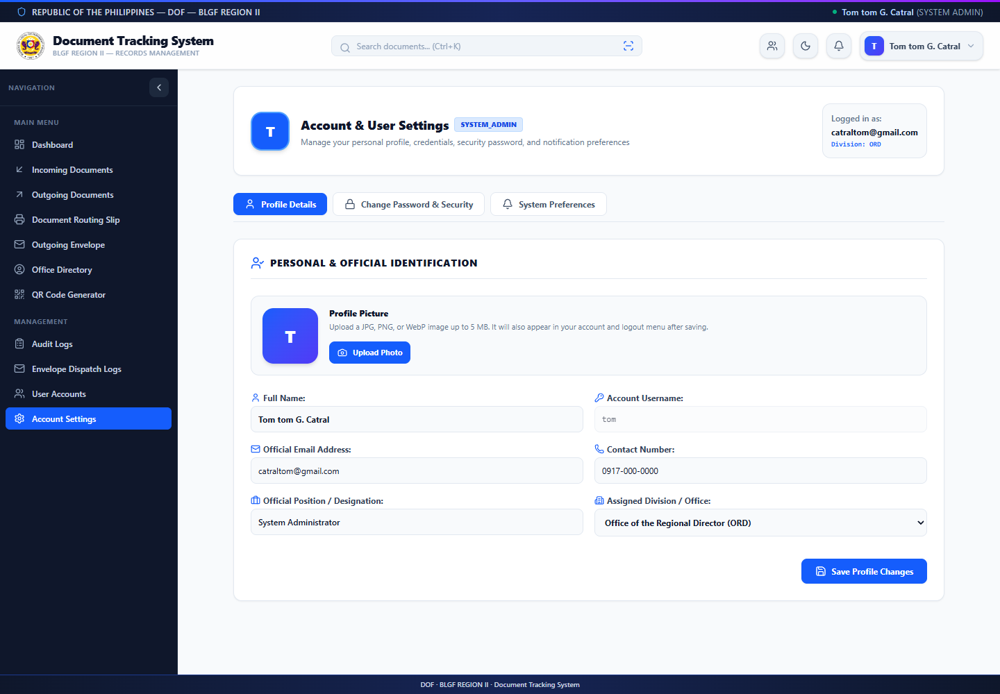 REPUBLIC OF THE PHILIPPINES — DOF — BLGF REGION II
Tom tom G. Catral (SYSTEM ADMIN)
Document Tracking System
BLGF REGION II — RECORDS MANAGEMENT
Search documents... (Ctrl+K)
T
Tom tom G. Catral
NAVIGATION
MAIN MENU
Dashboard
Incoming Documents
Outgoing Documents
Document Routing Slip
Outgoing Envelope
Office Directory
QR Code Generator
MANAGEMENT
Audit Logs
Envelope Dispatch Logs
User Accounts
Account Settings
T
Account & User Settings
SYSTEM_ADMIN
Manage your personal profile, credentials, security password, and notification preferences
Logged in as:
catraltom@gmail.com
Division: ORD
Profile Details
Change Password & Security
System Preferences
PERSONAL & OFFICIAL IDENTIFICATION
T
Profile Picture
Upload a JPG, PNG, or WebP image up to 5 MB. It will also appear in your account and logout menu after saving.
Upload Photo
Full Name:
Tom tom G. Catral
Account Username:
tom
Official Email Address:
catraltom@gmail.com
Contact Number:
0917-000-0000
Official Position / Designation:
System Administrator
Assigned Division / Office:
Office of the Regional Director (ORD)
Save Profile Changes
DOF · BLGF REGION II · Document Tracking System